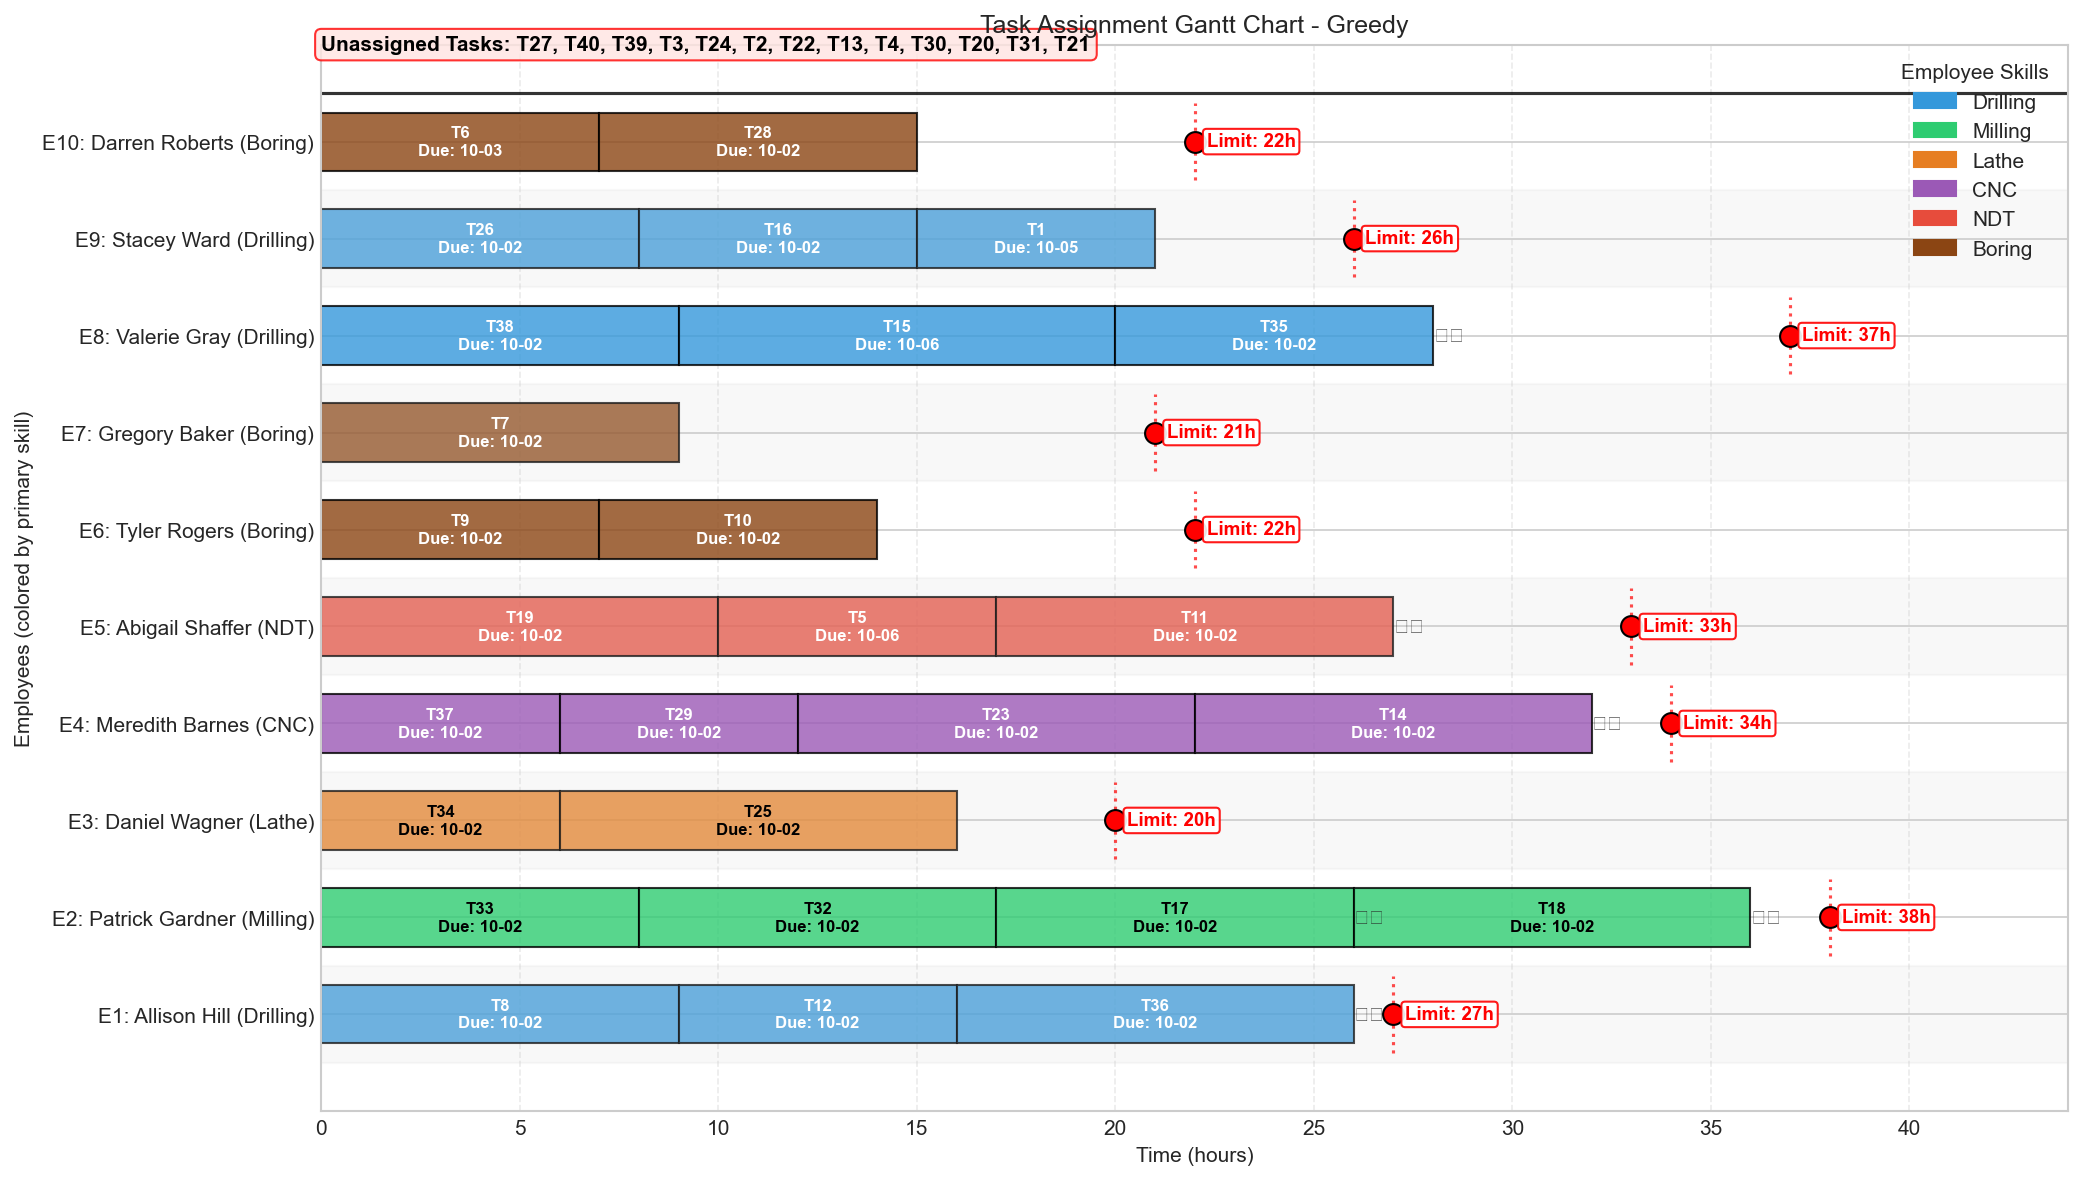 Task Assignment Gantt Chart - Greedy
Unassigned Tasks: T27, T40, T39, T3, T24, T2, T22, T13, T4, T30, T20, T31, T21
Employee Skills
Drilling
Milling
Lathe
CNC
NDT
Boring
Employees (colored by primary skill)
E10: Darren Roberts (Boring)
T6
Due: 10-03
T28
Due: 10-02
Limit: 22h
E9: Stacey Ward (Drilling)
T26
Due: 10-02
T16
Due: 10-02
T1
Due: 10-05
Limit: 26h
E8: Valerie Gray (Drilling)
T38
Due: 10-02
T15
Due: 10-06
T35
Due: 10-02
Limit: 37h
E7: Gregory Baker (Boring)
T7
Due: 10-02
Limit: 21h
E6: Tyler Rogers (Boring)
T9
Due: 10-02
T10
Due: 10-02
Limit: 22h
E5: Abigail Shaffer (NDT)
T19
Due: 10-02
T5
Due: 10-06
T11
Due: 10-02
Limit: 33h
E4: Meredith Barnes (CNC)
T37
Due: 10-02
T29
Due: 10-02
T23
Due: 10-02
T14
Due: 10-02
Limit: 34h
E3: Daniel Wagner (Lathe)
T34
Due: 10-02
T25
Due: 10-02
Limit: 20h
E2: Patrick Gardner (Milling)
T33
Due: 10-02
T32
Due: 10-02
T17
Due: 10-02
T18
Due: 10-02
Limit: 38h
E1: Allison Hill (Drilling)
T8
Due: 10-02
T12
Due: 10-02
T36
Due: 10-02
Limit: 27h
0 5 10 15 20 25 30 35 40
Time (hours)